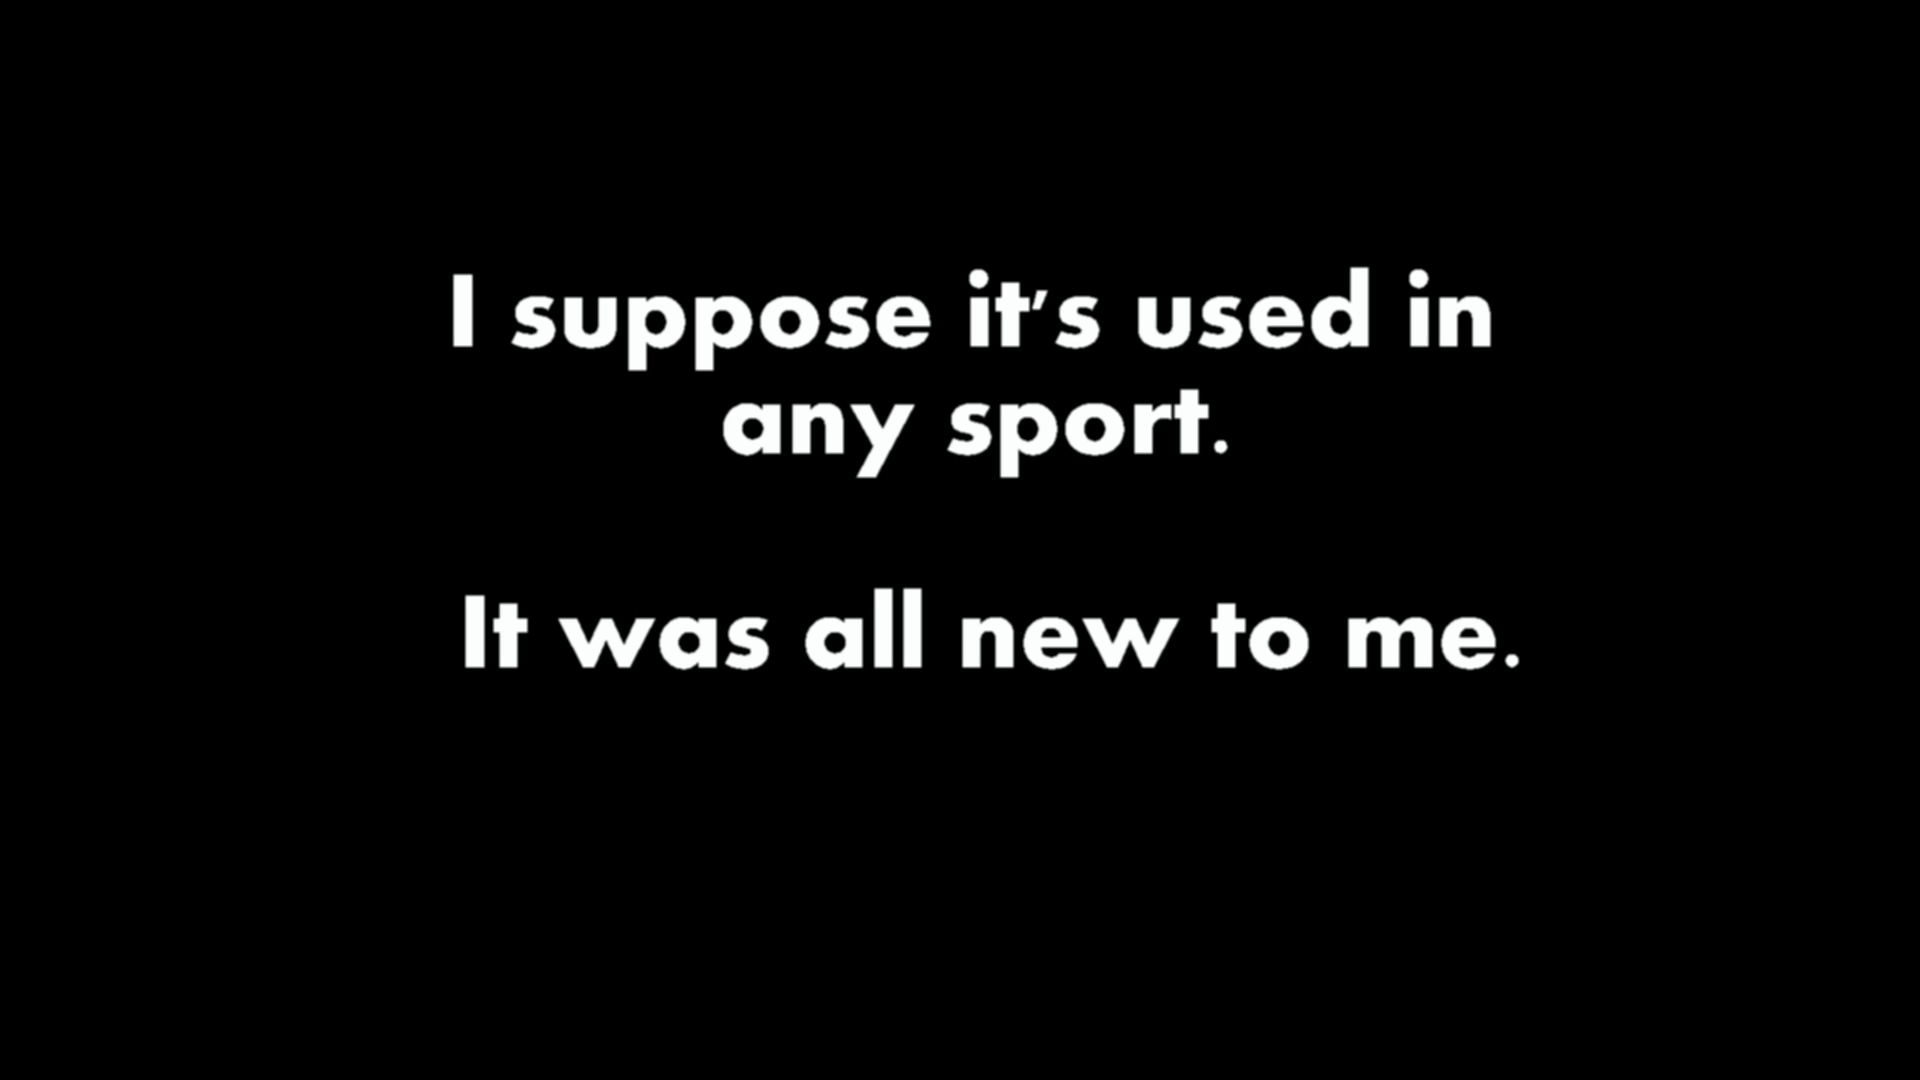 I suppose it's used in
any sport.
It was all new to me.